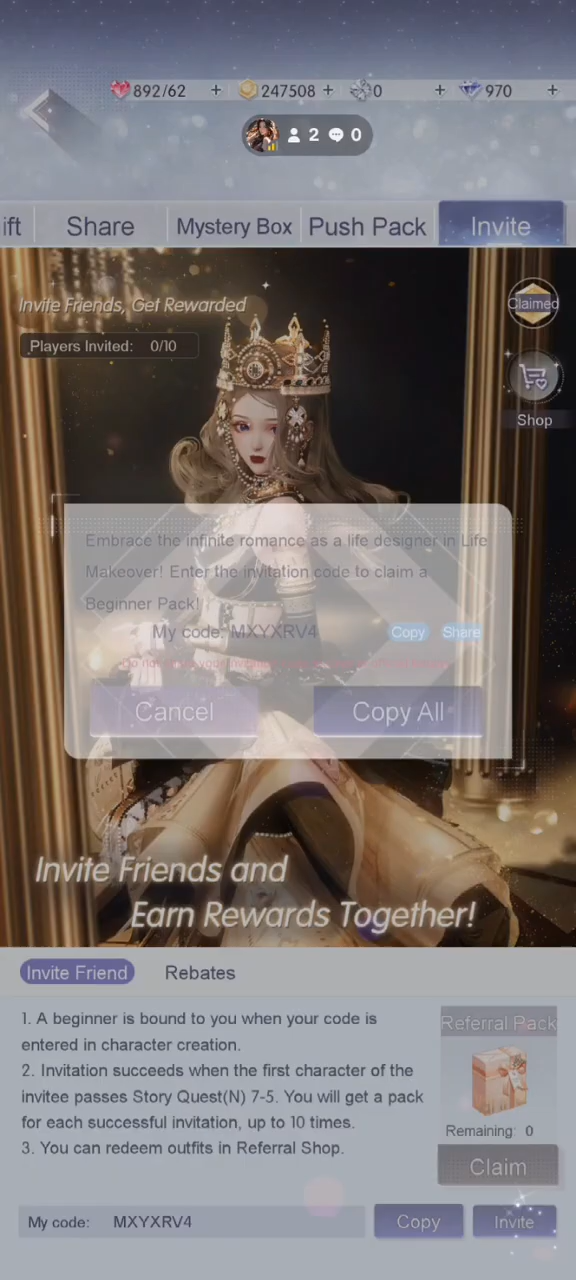 892/62 + 247508 + 0 + 970 +
2 0
ift Share Mystery Box Push Pack Invite
Invite Friends, Get Rewarded
Claimed
Players Invited: 0/10
Shop
Embrace the infinite romance as a life designer in Life
Makeover! Enter the invitation code to claim a
Beginner Pack!
My code: MXYXRV4 Copy Share
Cancel Copy All
Invite Friends and
Earn Rewards Together!
Invite Friend Rebates
1. A beginner is bound to you when your code is
entered in character creation.
2. Invitation succeeds when the first character of the
invitee passes Story Quest(N) 7-5. You will get a pack
for each successful invitation, up to 10 times.
3. You can redeem outfits in Referral Shop.
Referral Pack
Remaining: 0
Claim
My code: MXYXRV4 Copy Invite